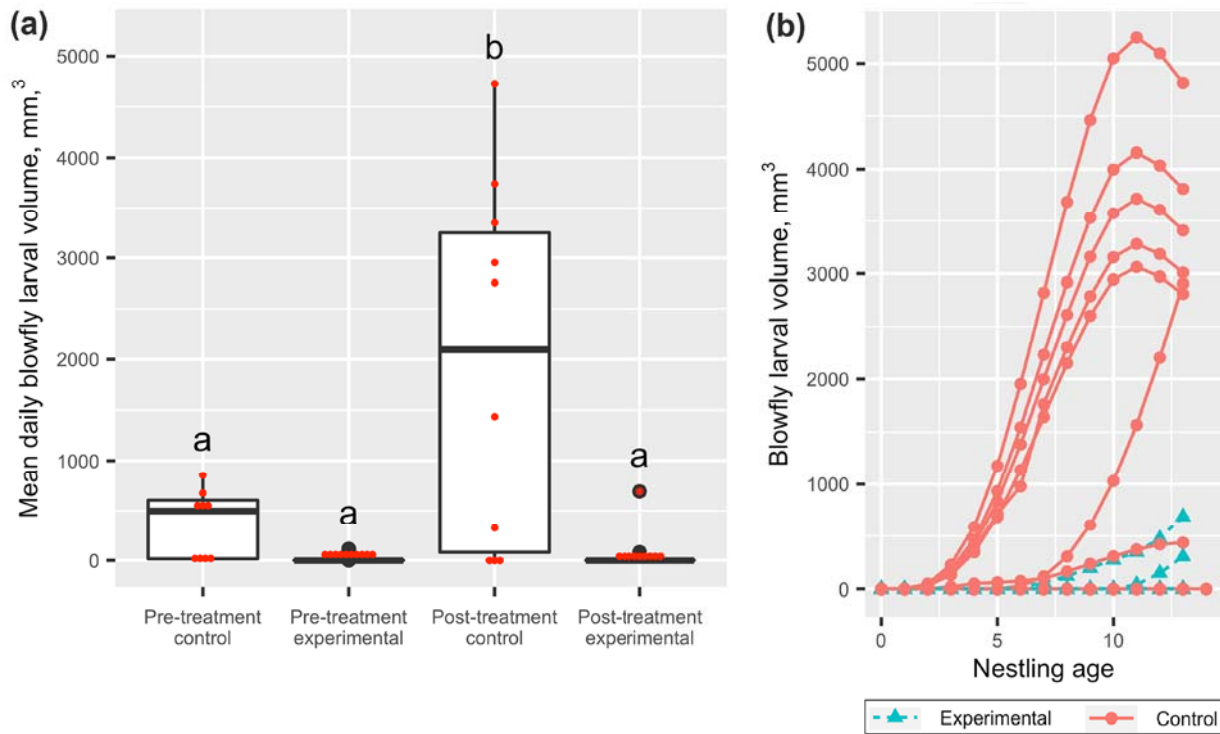 (a)
Mean daily blowfly larval volume, mm,³
5000
4000
3000
2000
1000
0
a
a
b
a
Pre-treatment
control
Pre-treatment
experimental
Post-treatment
control
Post-treatment
experimental
(b)
Blowfly larval volume, mm³
5000
4000
3000
2000
1000
0
0
5
10
Nestling age
Experimental
Control